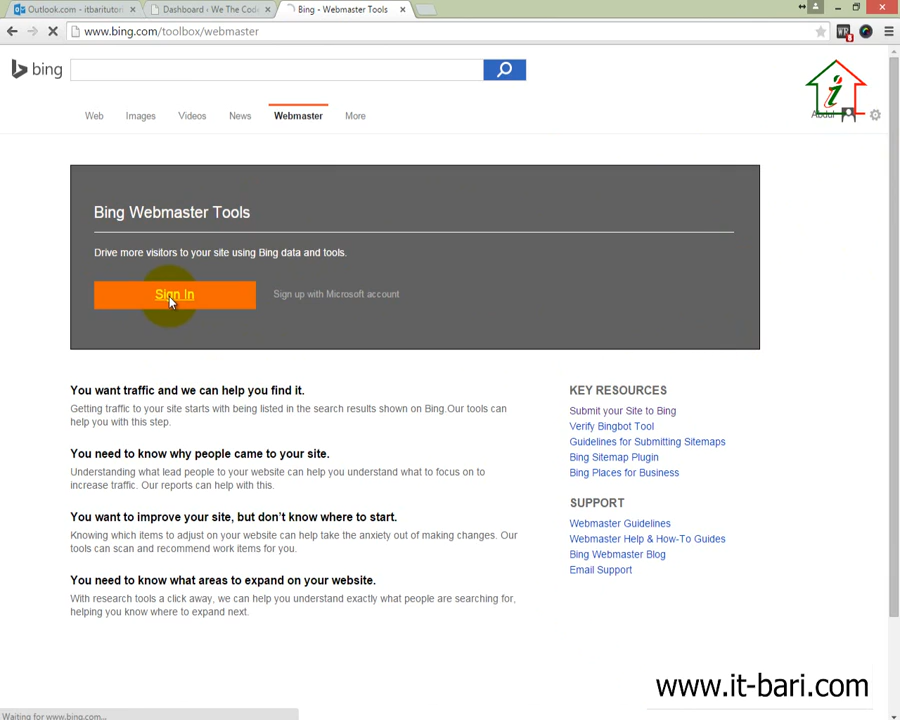 Outlook.com - itbaritutori
Dashboard ‹ We The Cod
Bing - Webmaster Tools
www.bing.com/toolbox/webmaster
bing
Web
Images
Videos
News
Webmaster
More
Abdul
Bing Webmaster Tools
Drive more visitors to your site using Bing data and tools.
Sign In
Sign up with Microsoft account
You want traffic and we can help you find it.
Getting traffic to your site starts with being listed in the search results shown on Bing.Our tools can
help you with this step.
You need to know why people came to your site.
Understanding what lead people to your website can help you understand what to focus on to
increase traffic. Our reports can help with this.
You want to improve your site, but don't know where to start.
Knowing which items to adjust on your website can help take the anxiety out of making changes. Our
tools can scan and recommend work items for you.
You need to know what areas to expand on your website.
With research tools a click away, we can help you understand exactly what people are searching for,
helping you know where to expand next.
KEY RESOURCES
Submit your Site to Bing
Verify Bingbot Tool
Guidelines for Submitting Sitemaps
Bing Sitemap Plugin
Bing Places for Business
SUPPORT
Webmaster Guidelines
Webmaster Help & How-To Guides
Bing Webmaster Blog
Email Support
www.it-bari.com
Waiting for www.bing.com...